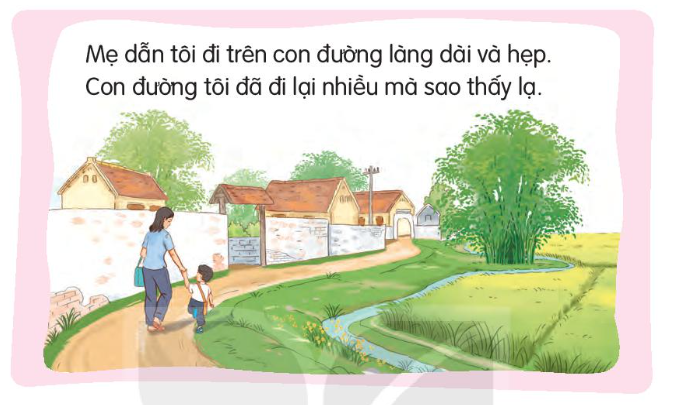 Mẹ dẫn tôi đi trên con đường làng dài và hẹp.
Con đường tôi đã đi lại nhiều mà sao thấy lạ.